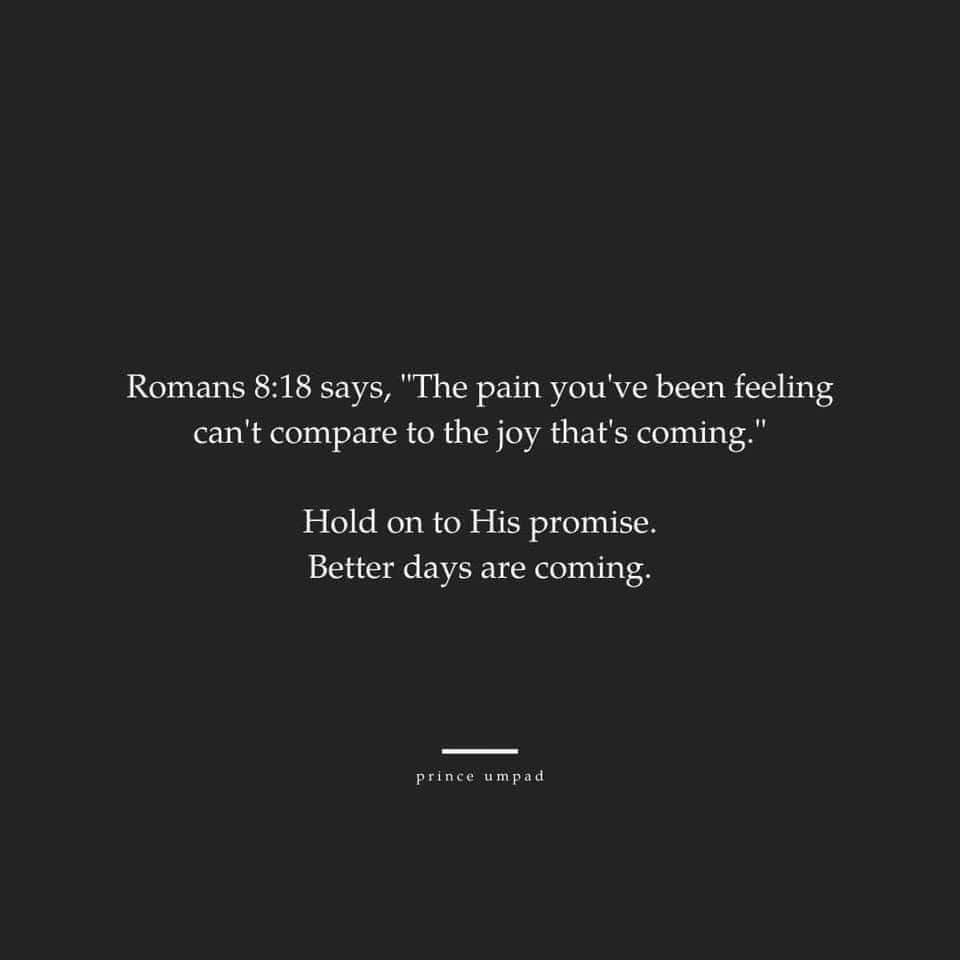 Romans 8:18 says, "The pain you've been feeling
can't compare to the joy that's coming."
Hold on to His promise.
Better days are coming.
prince umpad